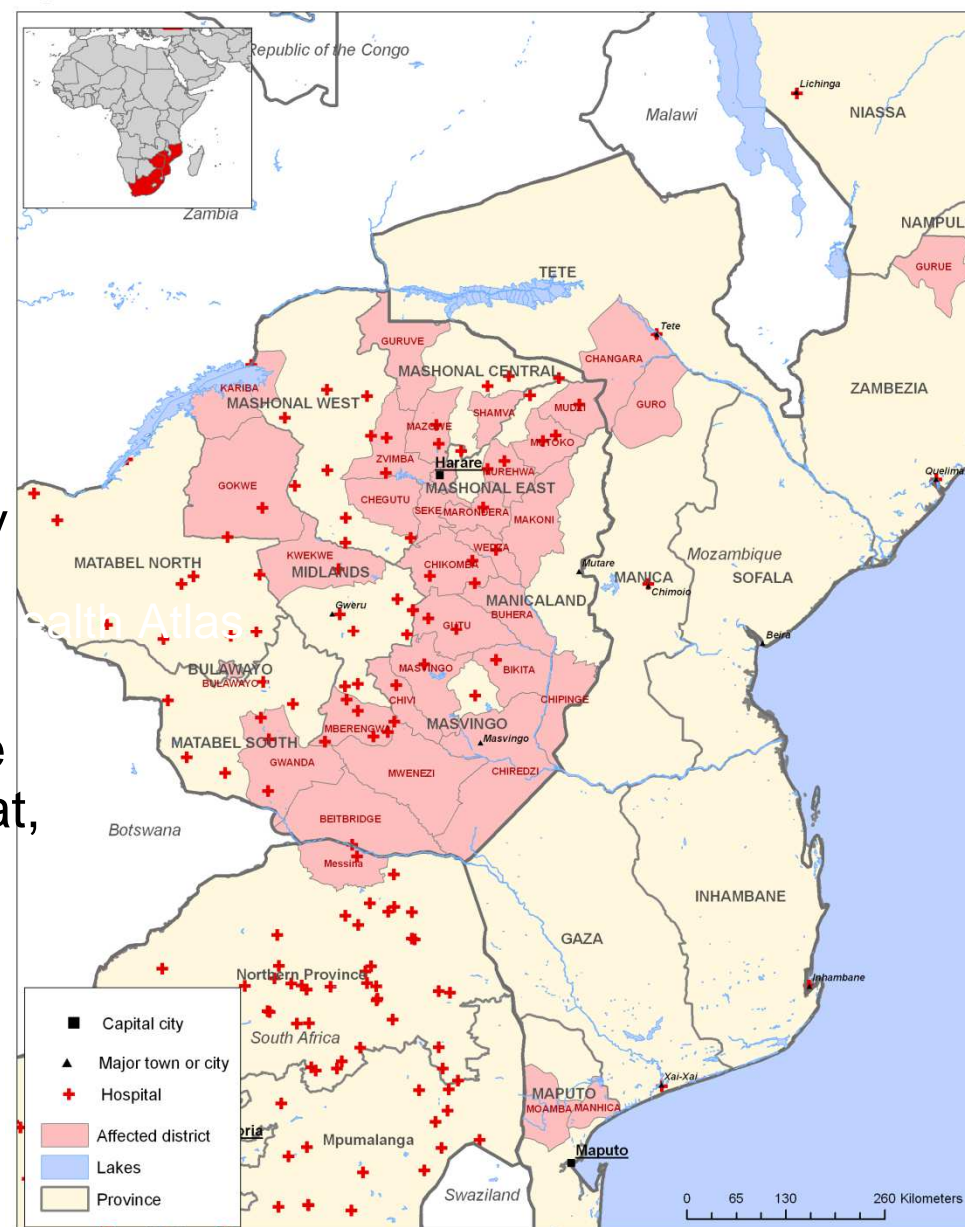 Republic of the Congo
Lichinga
Malawi
NIASSA
Zambia
NAMPUL
TETE
GURUE
Tete
GURUVE
CHANGARA
MASHONAL CENTRAL
KARIBA
MASHONAL WEST
ZAMBEZIA
SHAMVA
MUDZI
GURO
MAZOWE
MUTOKO
ZVIMBA
Harare
MUREHWA
Quelima
GOKWE
MASHONAL EAST
CHEGUTU
SEKE
MARONDERA
MAKONI
y
WEDZA
KWEKWE
CHIKOMBA
Mozambique
MATABEL NORTH
MIDLANDS
Mutare
MANICA
SOFALA
Chimoio
MANICALAND
Gweru
BUHERA
ealth Atlas
GUTU
Beira
BULAWAYO
MASVINGO
BIKITA
BULAWAYO
CHIVI
CHIPINGE
MBERENGWA
MASVINGO
MATABEL SOUTH
Masvingo
e
GWANDA
MWENEZI
CHIREDZI
at,
BEITBRIDGE
Botswana
Messina
INHAMBANE
GAZA
Northern Province
Inhambane
Capital city
South Africa
Major town or city
Xai-Xai
Hospital
MAPUTO
MOAMBA
MANHICA
Affected district
oria
Mpumalanga
Maputo
Lakes
Province
Swaziland
0 65 130 260 Kilometers